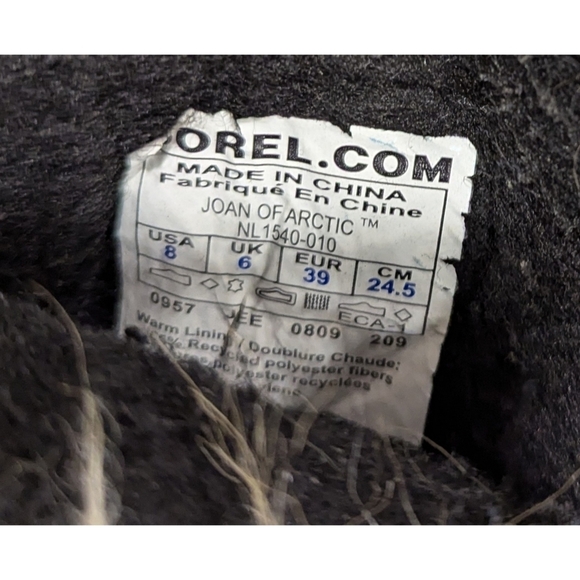 OREL.COM
MADE IN CHINA
Fabriqué En Chine
JOAN OF ARCTIC ™
NL1540-010
USA UK EUR CM
8 6 39 24.5
ECA-1
0957 JEE 0809 209
Warm Lining / Doublure Chaude:
% Recycled polyester fibers
polyester recyclées